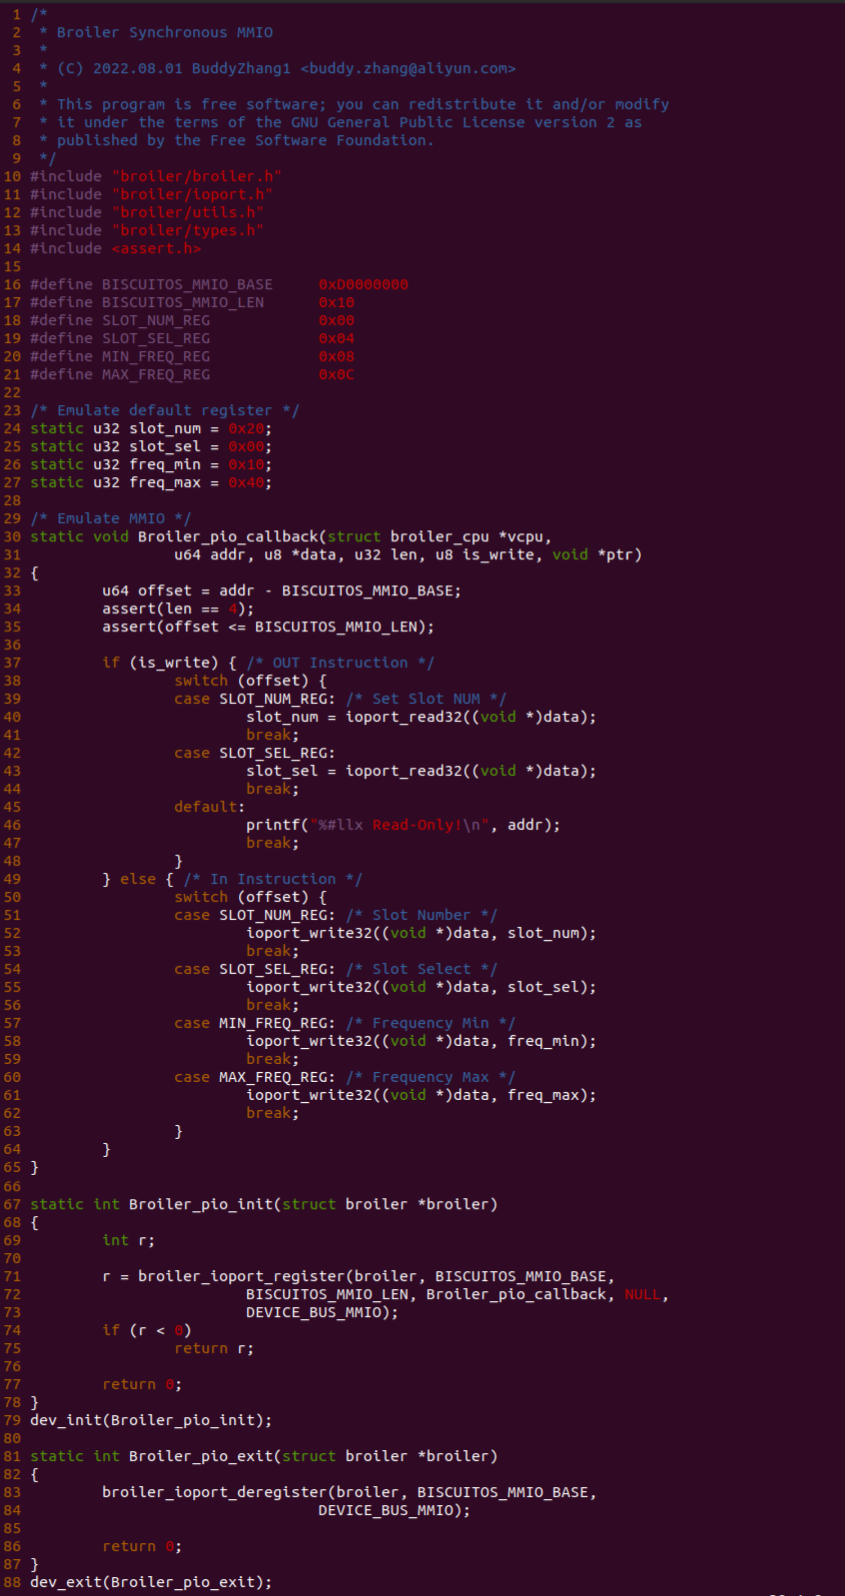 1 /*
2  * Broiler Synchronous MMIO
3  *
4  * (C) 2022.08.01 BuddyZhang1 <buddy.zhang@aliyun.com>
5  *
6  * This program is free software; you can redistribute it and/or modify
7  * it under the terms of the GNU General Public License version 2 as
8  * published by the Free Software Foundation.
9  */
10 #include "broiler/broiler.h"
11 #include "broiler/ioport.h"
12 #include "broiler/utils.h"
13 #include "broiler/types.h"
14 #include <assert.h>
15
16 #define BISCUITOS_MMIO_BASE     0xD0000000
17 #define BISCUITOS_MMIO_LEN      0x10
18 #define SLOT_NUM_REG            0x00
19 #define SLOT_SEL_REG            0x04
20 #define MIN_FREQ_REG            0x08
21 #define MAX_FREQ_REG            0x0C
22
23 /* Emulate default register */
24 static u32 slot_num = 0x20;
25 static u32 slot_sel = 0x00;
26 static u32 freq_min = 0x10;
27 static u32 freq_max = 0x40;
28
29 /* Emulate MMIO */
30 static void Broiler_pio_callback(struct broiler_cpu *vcpu,
31                 u64 addr, u8 *data, u32 len, u8 is_write, void *ptr)
32 {
33         u64 offset = addr - BISCUITOS_MMIO_BASE;
34         assert(len == 4);
35         assert(offset <= BISCUITOS_MMIO_LEN);
36
37         if (is_write) { /* OUT Instruction */
38                 switch (offset) {
39                 case SLOT_NUM_REG: /* Set Slot NUM */
40                         slot_num = ioport_read32((void *)data);
41                         break;
42                 case SLOT_SEL_REG:
43                         slot_sel = ioport_read32((void *)data);
44                         break;
45                 default:
46                         printf("%#llx Read-Only!\n", addr);
47                         break;
48                 }
49         } else { /* In Instruction */
50                 switch (offset) {
51                 case SLOT_NUM_REG: /* Slot Number */
52                         ioport_write32((void *)data, slot_num);
53                         break;
54                 case SLOT_SEL_REG: /* Slot Select */
55                         ioport_write32((void *)data, slot_sel);
56                         break;
57                 case MIN_FREQ_REG: /* Frequency Min */
58                         ioport_write32((void *)data, freq_min);
59                         break;
60                 case MAX_FREQ_REG: /* Frequency Max */
61                         ioport_write32((void *)data, freq_max);
62                         break;
63                 }
64         }
65 }
66
67 static int Broiler_pio_init(struct broiler *broiler)
68 {
69         int r;
70
71         r = broiler_ioport_register(broiler, BISCUITOS_MMIO_BASE,
72                         BISCUITOS_MMIO_LEN, Broiler_pio_callback, NULL,
73                         DEVICE_BUS_MMIO);
74         if (r < 0)
75                 return r;
76
77         return 0;
78 }
79 dev_init(Broiler_pio_init);
80
81 static int Broiler_pio_exit(struct broiler *broiler)
82 {
83         broiler_ioport_deregister(broiler, BISCUITOS_MMIO_BASE,
84                                 DEVICE_BUS_MMIO);
85
86         return 0;
87 }
88 dev_exit(Broiler_pio_exit);